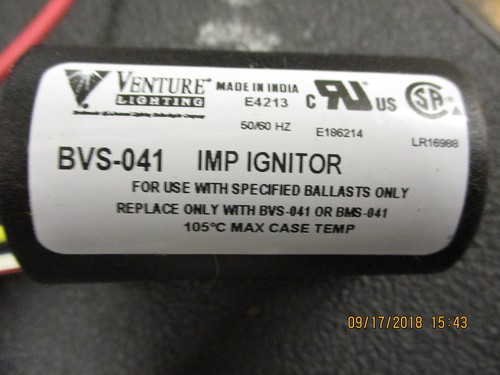 VENTURE
LIGHTING
MADE IN INDIA
E4213
50/60 HZ
C UR US
E186214
SA
LR16988
BVS-041 IMP IGNITOR
FOR USE WITH SPECIFIED BALLASTS ONLY
REPLACE ONLY WITH BVS-041 OR BMS-041
105°C MAX CASE TEMP
09/17/2018 15:43